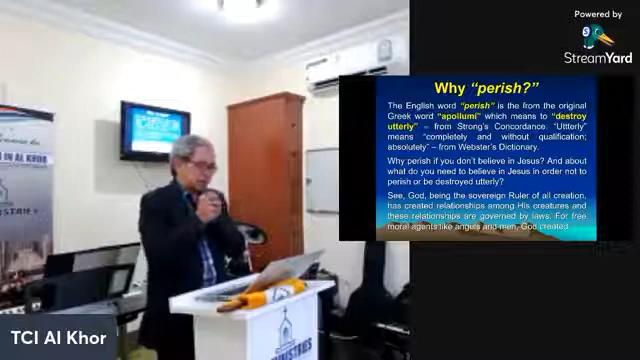 Powered by
StreamYard
Why "perish?"
The English word "perish" is the from the original
Greek word "apollumi" which means to "destroy
utterly" – from Strong's Concordance. "Utterly"
means "completely and without qualification;
absolutely" – from Webster's Dictionary.
Why perish if you don't believe in Jesus? And about
what do you need to believe in Jesus in order not to
perish or be destroyed utterly?
See, God, being the sovereign Ruler of all creation,
has created relationships among His creatures and
these relationships are governed by laws. For free
moral agents like angels and men, God created
IN AL KHOR
TCI Al Khor